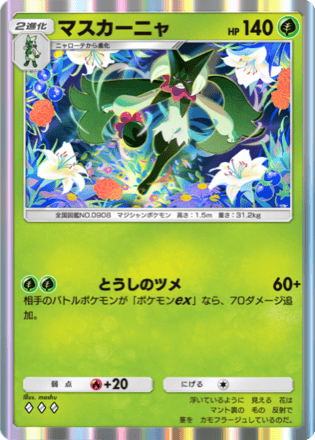 2進化
マスカーニャ
HP 140
ニャローテから進化
全国図鑑NO.0908 マジシャンポケモン 高さ:1.5m 重さ:31.2kg
とうしのツメ 60+
相手のバトルポケモンが「ポケモンex」なら、70ダメージ追
加。
弱点 +20 にげる
Illus. mashu
浮いているように 見える 花は
マント裏の 毛の 反射で
蕾を カモフラージュしているのだ。